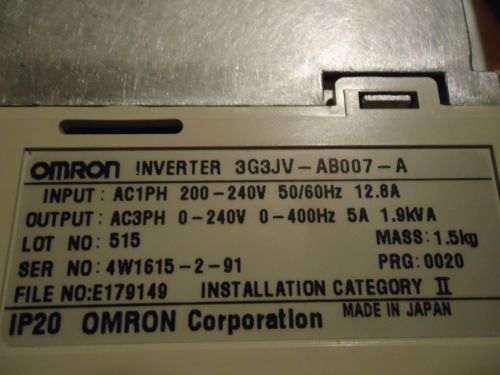 OMRON INVERTER 3G3JV-AB007-A
INPUT: AC1PH 200-240V 50/60Hz 12.8A
OUTPUT: AC3PH 0-240V 0-400Hz 5A 1.9kVA
LOT NO: 515 MASS: 1.5kg
SER NO: 4W1615-2-91 PRG: 0020
FILE NO:E179149 INSTALLATION CATEGORY II
IP20 OMRON Corporation MADE IN JAPAN